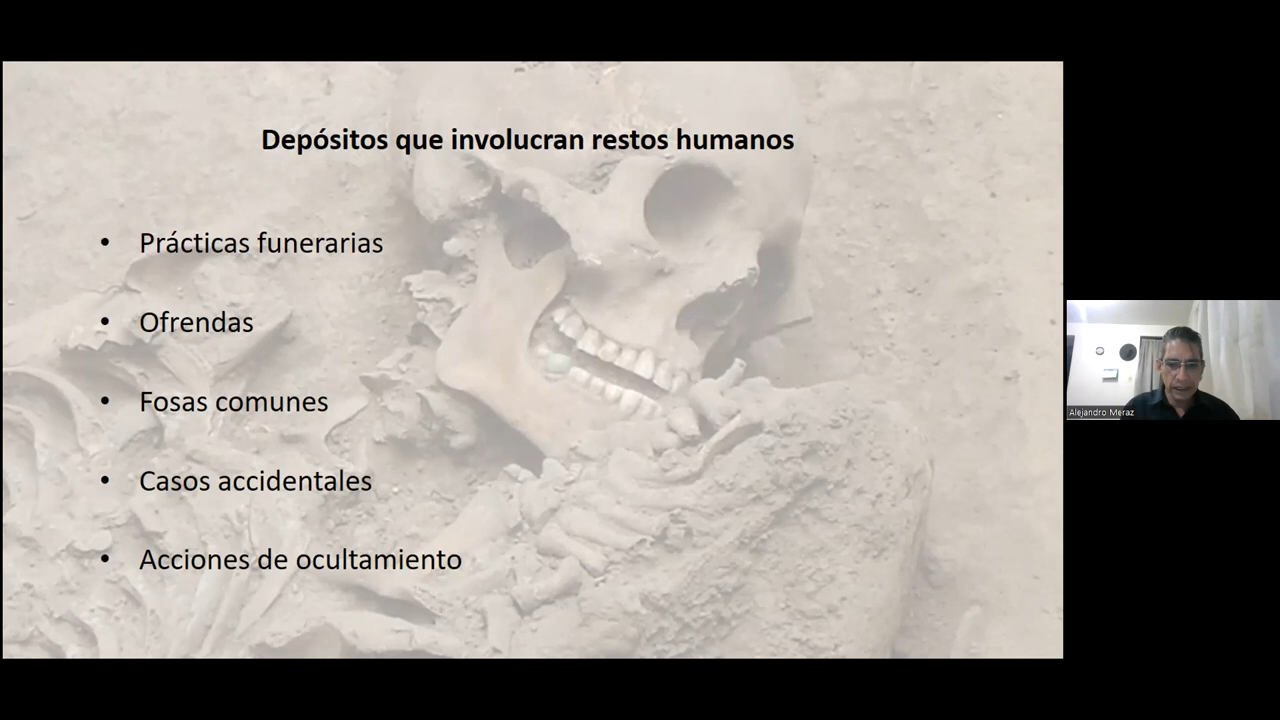 Depósitos que involucran restos humanos
• Prácticas funerarias
• Ofrendas
• Fosas comunes
• Casos accidentales
• Acciones de ocultamiento
Alejandro Meraz